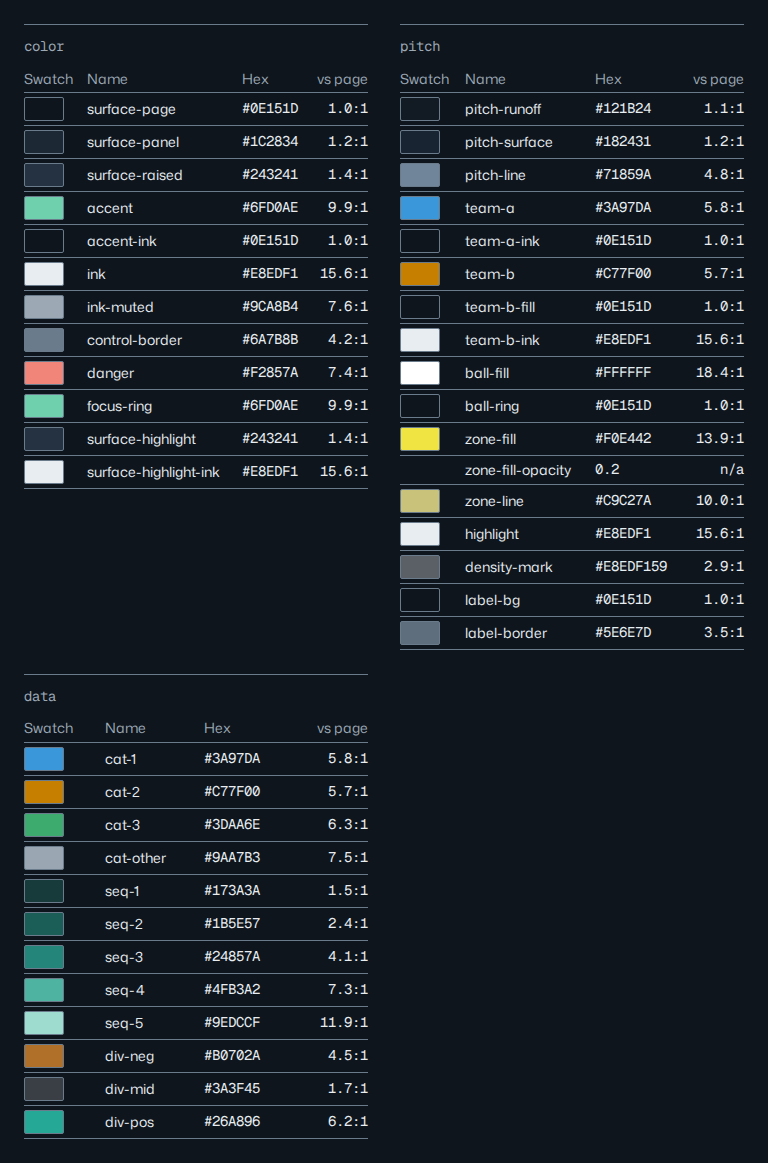 color
Swatch Name Hex vs page
surface-page #0E151D 1.0:1
surface-panel #1C2834 1.2:1
surface-raised #243241 1.4:1
accent #6FD0AE 9.9:1
accent-ink #0E151D 1.0:1
ink #E8EDF1 15.6:1
ink-muted #9CA8B4 7.6:1
control-border #6A7B8B 4.2:1
danger #F2857A 7.4:1
focus-ring #6FD0AE 9.9:1
surface-highlight #243241 1.4:1
surface-highlight-ink #E8EDF1 15.6:1
pitch
Swatch Name Hex vs page
pitch-runoff #121B24 1.1:1
pitch-surface #182431 1.2:1
pitch-line #71859A 4.8:1
team-a #3A97DA 5.8:1
team-a-ink #0E151D 1.0:1
team-b #C77F00 5.7:1
team-b-fill #0E151D 1.0:1
team-b-ink #E8EDF1 15.6:1
ball-fill #FFFFFF 18.4:1
ball-ring #0E151D 1.0:1
zone-fill #F0E442 13.9:1
zone-fill-opacity 0.2 n/a
zone-line #C9C27A 10.0:1
highlight #E8EDF1 15.6:1
density-mark #E8EDF159 2.9:1
label-bg #0E151D 1.0:1
label-border #5E6E7D 3.5:1
data
Swatch Name Hex vs page
cat-1 #3A97DA 5.8:1
cat-2 #C77F00 5.7:1
cat-3 #3DAA6E 6.3:1
cat-other #9AA7B3 7.5:1
seq-1 #173A3A 1.5:1
seq-2 #1B5E57 2.4:1
seq-3 #24857A 4.1:1
seq-4 #4FB3A2 7.3:1
seq-5 #9EDCCF 11.9:1
div-neg #B0702A 4.5:1
div-mid #3A3F45 1.7:1
div-pos #26A896 6.2:1